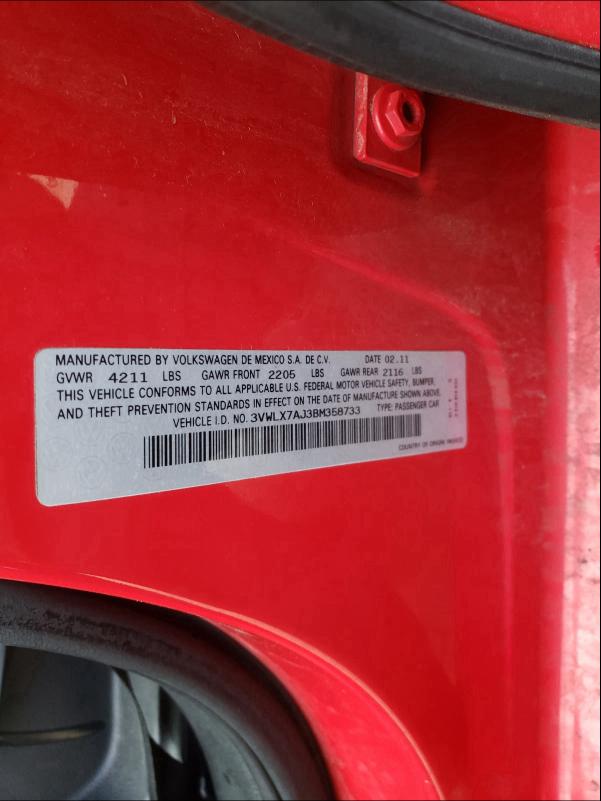 MANUFACTURED BY VOLKSWAGEN DE MEXICO S.A. DE C.V. DATE 02.11
GVWR 4211 LBS GAWR FRONT 2205 LBS GAWR REAR 2116 LBS
THIS VEHICLE CONFORMS TO ALL APPLICABLE U.S. FEDERAL MOTOR VEHICLE SAFETY, BUMPER,
AND THEFT PREVENTION STANDARDS IN EFFECT ON THE DATE OF MANUFACTURE SHOWN ABOVE.
VEHICLE I.D. NO. 3VWLX7AJ3BM358733 TYPE: PASSENGER CAR
COUNTRY OF ORIGIN MEXICO